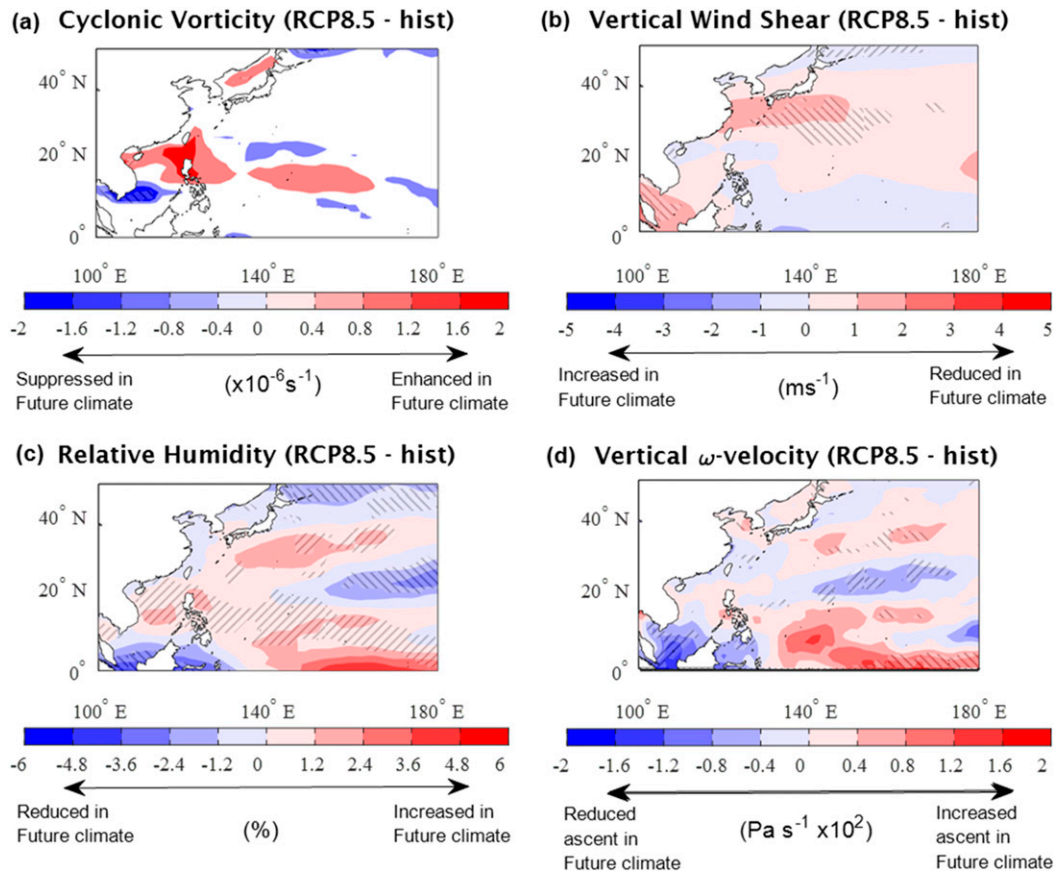 (a) Cyclonic Vorticity (RCP8.5 - hist)
40° N
20° N
0°
100° E 140° E 180° E
-2 -1.6 -1.2 -0.8 -0.4 0 0.4 0.8 1.2 1.6 2
Suppressed in
Future climate
(x10⁻⁶s⁻¹)
Enhanced in
Future climate
(b) Vertical Wind Shear (RCP8.5 - hist)
40° N
20° N
0°
100° E 140° E 180° E
-5 -4 -3 -2 -1 0 1 2 3 4 5
Increased in
Future climate
(ms⁻¹)
Reduced in
Future climate
(c) Relative Humidity (RCP8.5 - hist)
40° N
20° N
0°
100° E 140° E 180° E
-6 -4.8 -3.6 -2.4 -1.2 0 1.2 2.4 3.6 4.8 6
Reduced in
Future climate
(%)
Increased in
Future climate
(d) Vertical ω-velocity (RCP8.5 - hist)
40° N
20° N
0°
100° E 140° E 180° E
-2 -1.6 -1.2 -0.8 -0.4 0 0.4 0.8 1.2 1.6 2
Reduced
ascent in
Future climate
(Pa s⁻¹ x10²)
Increased
ascent in
Future climate